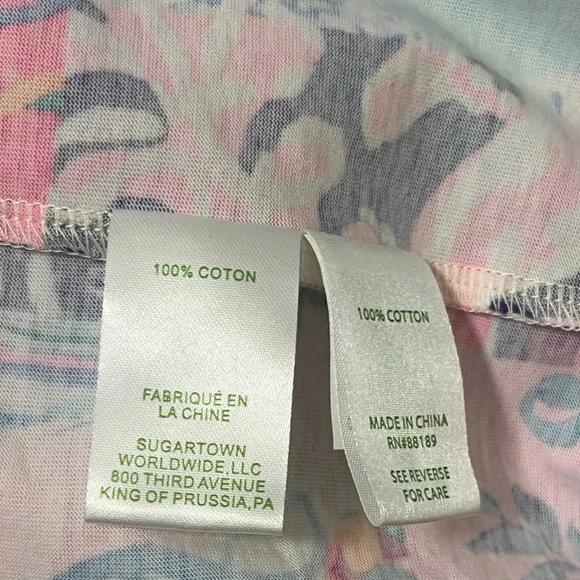 100% COTON
FABRIQUÉ EN
LA CHINE
SUGARTOWN
WORLDWIDE,LLC
800 THIRD AVENUE
KING OF PRUSSIA,PA
100% COTTON
MADE IN CHINA
RN#88189
SEE REVERSE
FOR CARE